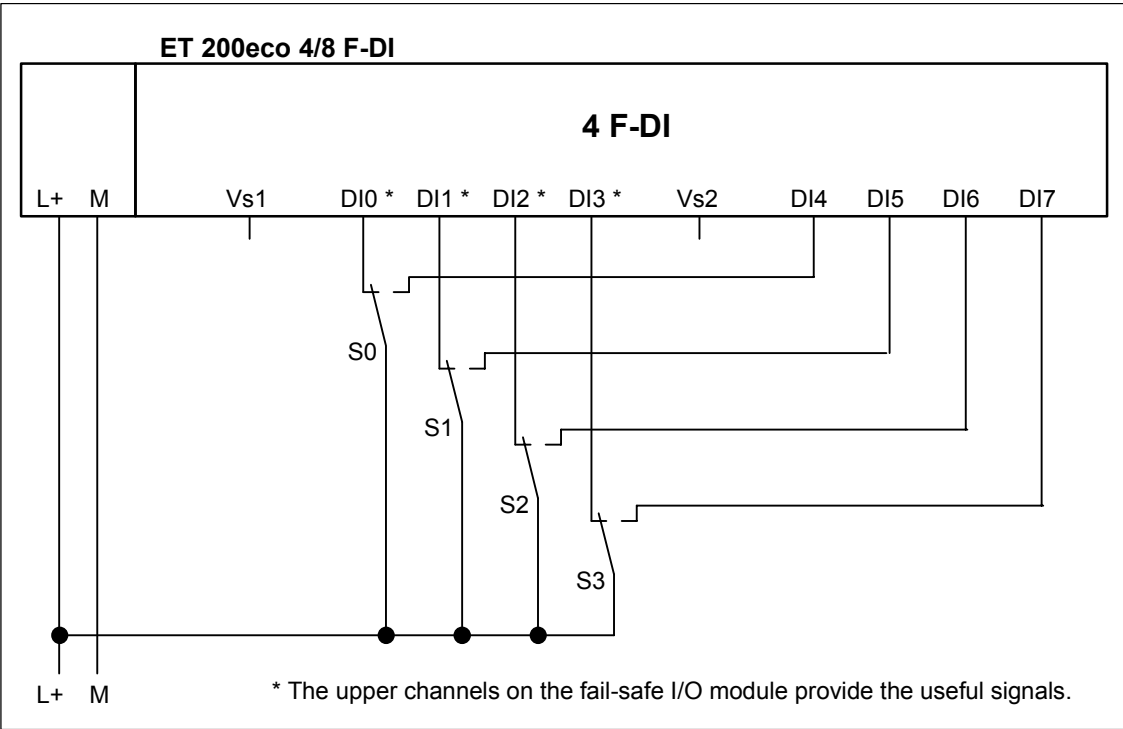 ET 200eco 4/8 F-DI
4 F-DI
L+ M Vs1 DI0 * DI1 * DI2 * DI3 * Vs2 DI4 DI5 DI6 DI7
S0
S1
S2
S3
L+ M * The upper channels on the fail-safe I/O module provide the useful signals.